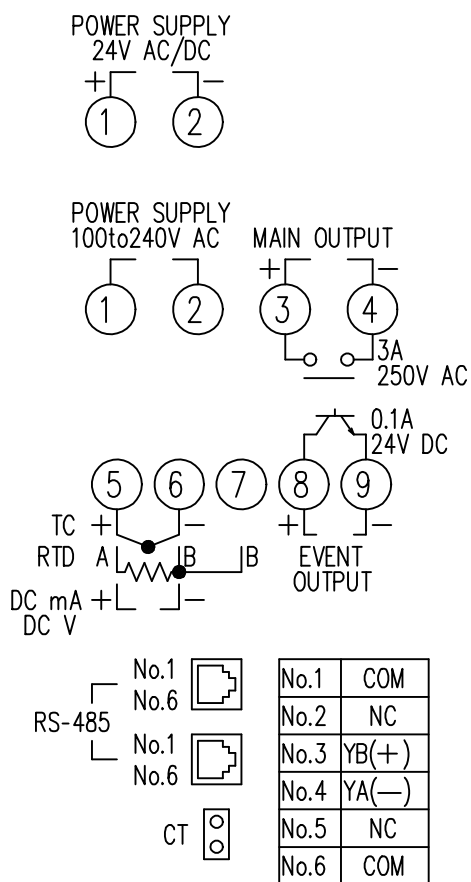 POWER SUPPLY
24V AC/DC
+ −
1 2
POWER SUPPLY
100to240V AC
1 2
MAIN OUTPUT
+ −
3 4
3A
250V AC
0.1A
24V DC
5 6 7 8 9
TC + −
+ −
RTD A B B
EVENT
OUTPUT
DC mA + −
DC V
RS-485
No.1
No.6
No.1
No.6
CT
No.1 COM
No.2 NC
No.3 YB(+)
No.4 YA(—)
No.5 NC
No.6 COM